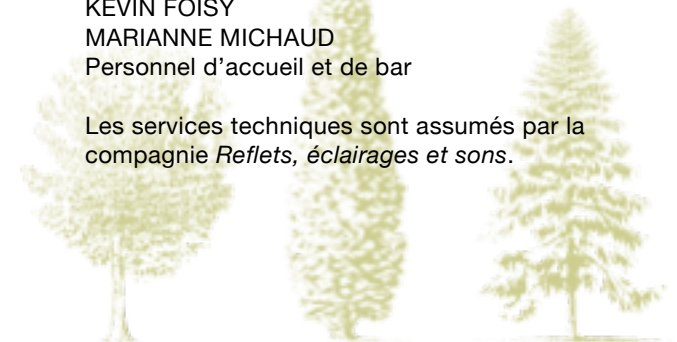 KEVIN FOISY
MARIANNE MICHAUD
Personnel d’accueil et de bar
Les services techniques sont assumés par la
compagnie Reflets, éclairages et sons.